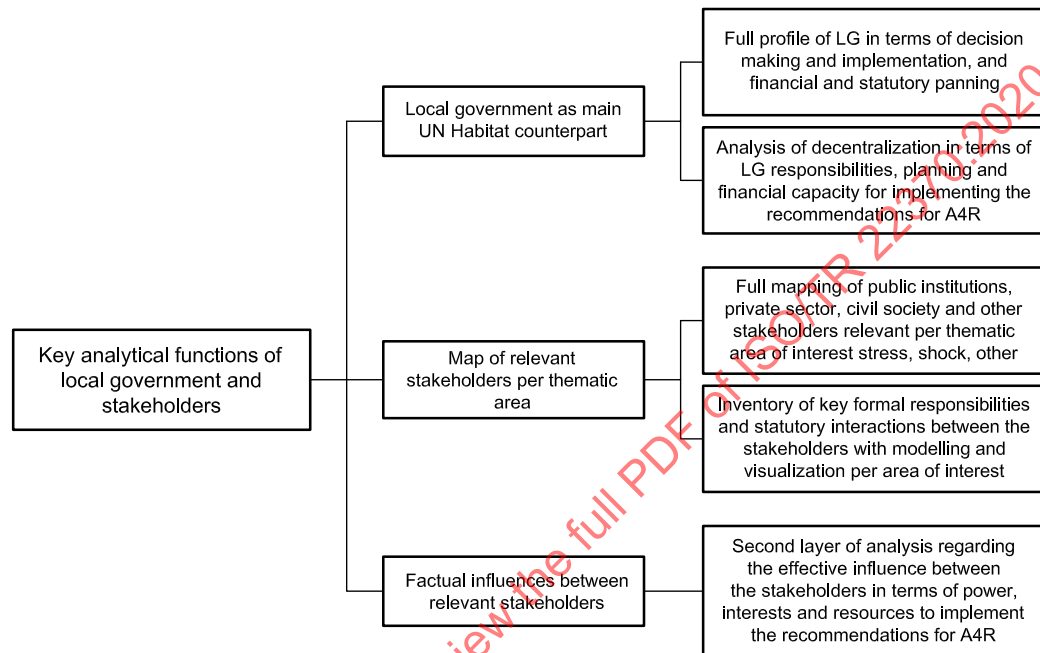 Key analytical functions of
local government and
stakeholders
Local government as main
UN Habitat counterpart
Full profile of LG in terms of decision
making and implementation, and
financial and statutory panning
Analysis of decentralization in terms of
LG responsibilities, planning and
financial capacity for implementing the
recommendations for A4R
Map of relevant
stakeholders per thematic
area
Full mapping of public institutions,
private sector, civil society and other
stakeholders relevant per thematic
area of interest stress, shock, other
Inventory of key formal responsibilities
and statutory interactions between the
stakeholders with modelling and
visualization per area of interest
Factual influences between
relevant stakeholders
Second layer of analysis regarding
the effective influence between
the stakeholders in terms of power,
interests and resources to implement
the recommendations for A4R
iew the full PDF of ISO/TR 22370:2020